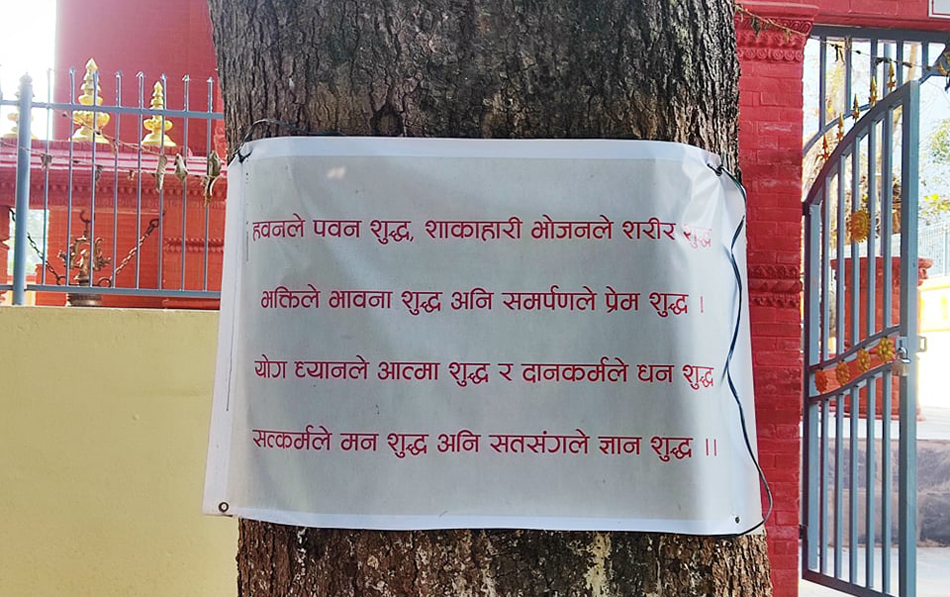 हवनले पवन शुद्ध, शाकाहारी भोजनले शरीर शुद्ध
भक्तिले भावना शुद्ध अनि समर्पणले प्रेम शुद्ध ।
योग ध्यानले आत्मा शुद्ध र दानकर्मले धन शुद्ध
सत्कर्मले मन शुद्ध अनि सतसंगले ज्ञान शुद्ध ।।